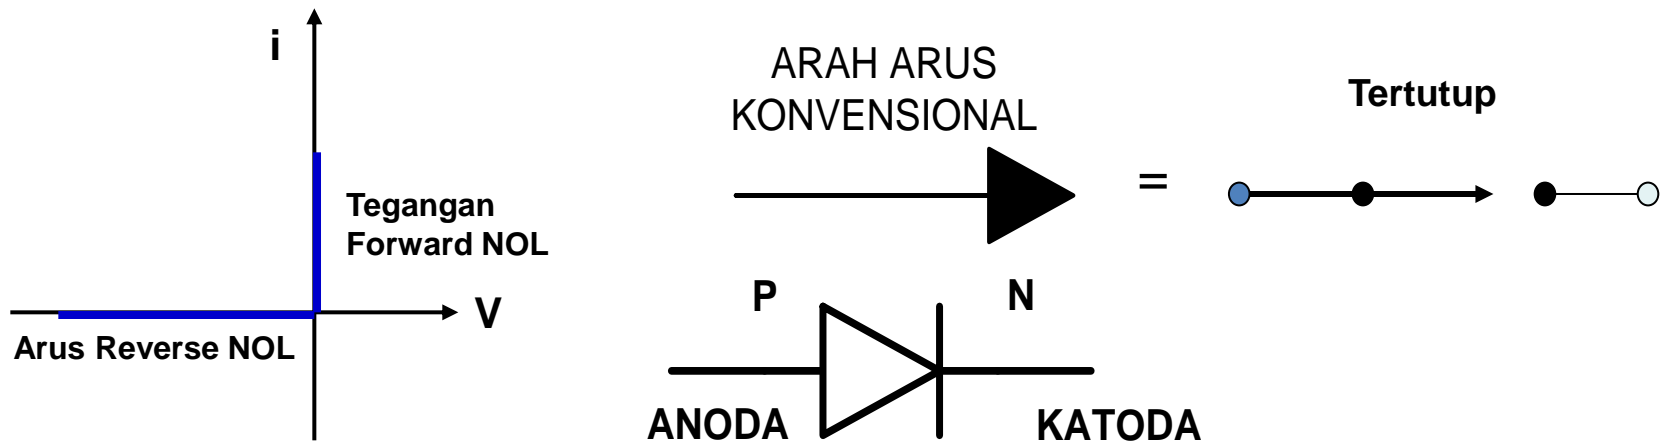 i
Tegangan
Forward NOL
V
Arus Reverse NOL
ARAH ARUS
KONVENSIONAL
=
Tertutup
P
N
ANODA
KATODA